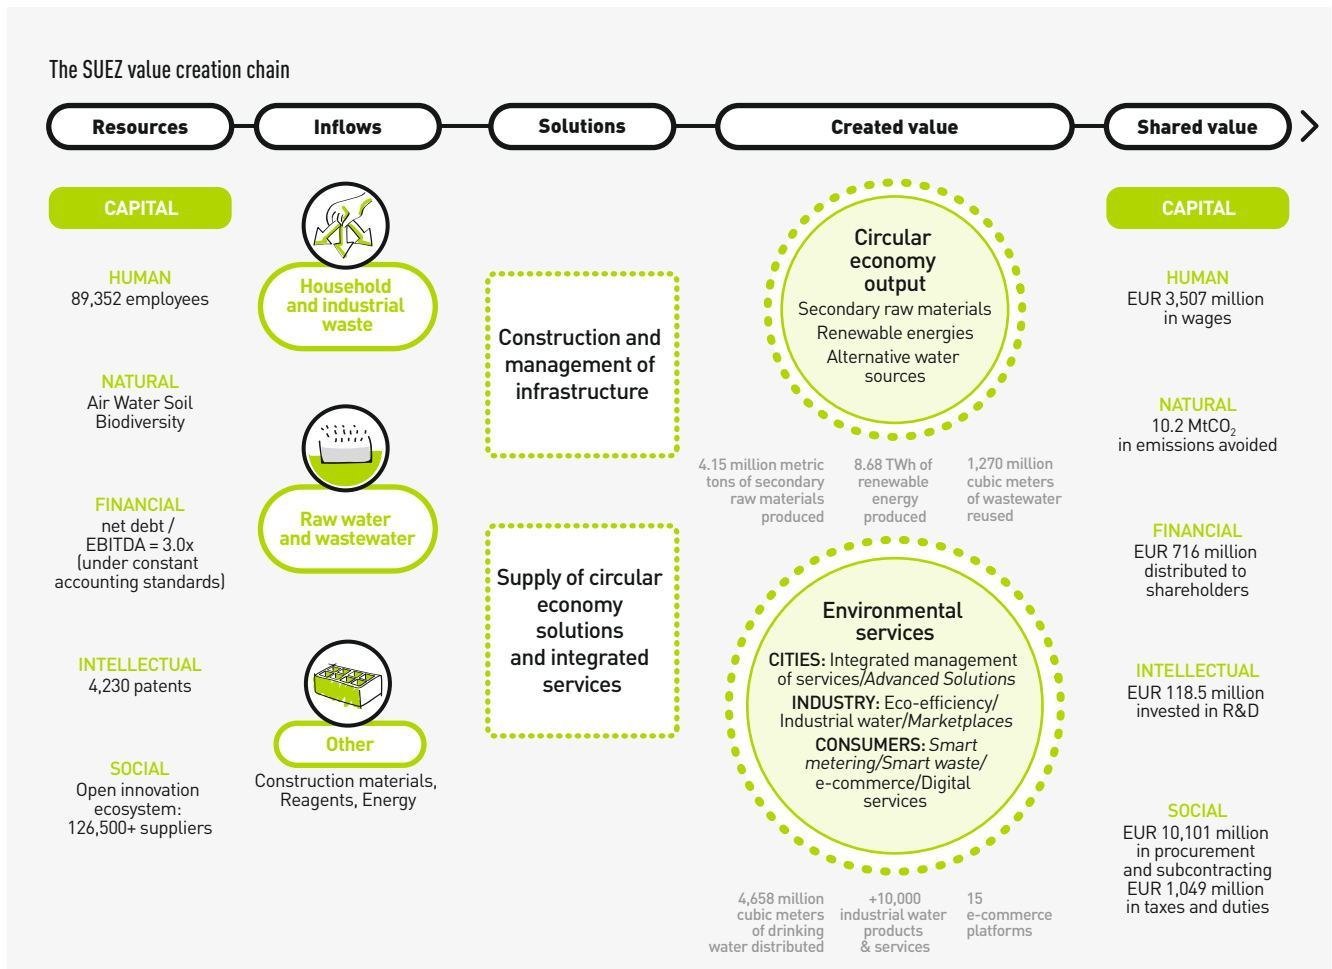 The SUEZ value creation chain
Resources
Inflows
Solutions
Created value
Shared value
CAPITAL
HUMAN
89,352 employees
NATURAL
Air Water Soil
Biodiversity
FINANCIAL
net debt /
EBITDA = 3.0x
(under constant
accounting standards)
INTELLECTUAL
4,230 patents
SOCIAL
Open innovation
ecosystem:
126,500+ suppliers
Household
and industrial
waste
Raw water
and wastewater
Other
Construction materials,
Reagents, Energy
Construction and
management of
infrastructure
Supply of circular
economy
solutions
and integrated
services
Circular
economy
output
Secondary raw materials
Renewable energies
Alternative water
sources
4.15 million metric
tons of secondary
raw materials
produced
8.68 TWh of
renewable
energy
produced
1,270 million
cubic meters
of wastewater
reused
Environmental
services
CITIES: Integrated management
of services/Advanced Solutions
INDUSTRY: Eco-efficiency/
Industrial water/Marketplaces
CONSUMERS: Smart
metering/Smart waste/
e-commerce/Digital
services
4,658 million
cubic meters
of drinking
water distributed
+10,000
industrial water
products
& services
15
e-commerce
platforms
CAPITAL
HUMAN
EUR 3,507 million
in wages
NATURAL
10.2 MtCO₂
in emissions avoided
FINANCIAL
EUR 716 million
distributed to
shareholders
INTELLECTUAL
EUR 118.5 million
invested in R&D
SOCIAL
EUR 10,101 million
in procurement
and subcontracting
EUR 1,049 million
in taxes and duties